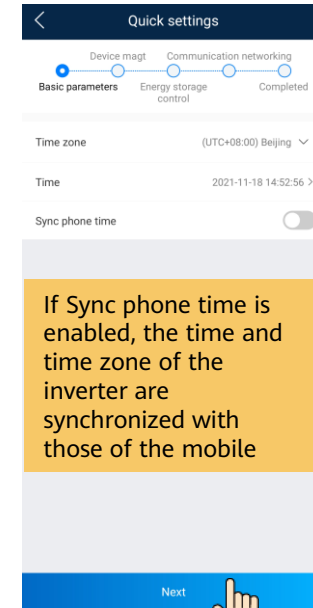 Quick settings
Device magt Communication networking
Basic parameters Energy storage control Completed
Time zone (UTC+08:00) Beijing
Time 2021-11-18 14:52:56
Sync phone time
If Sync phone time is
enabled, the time and
time zone of the
inverter are
synchronized with
those of the mobile
Next